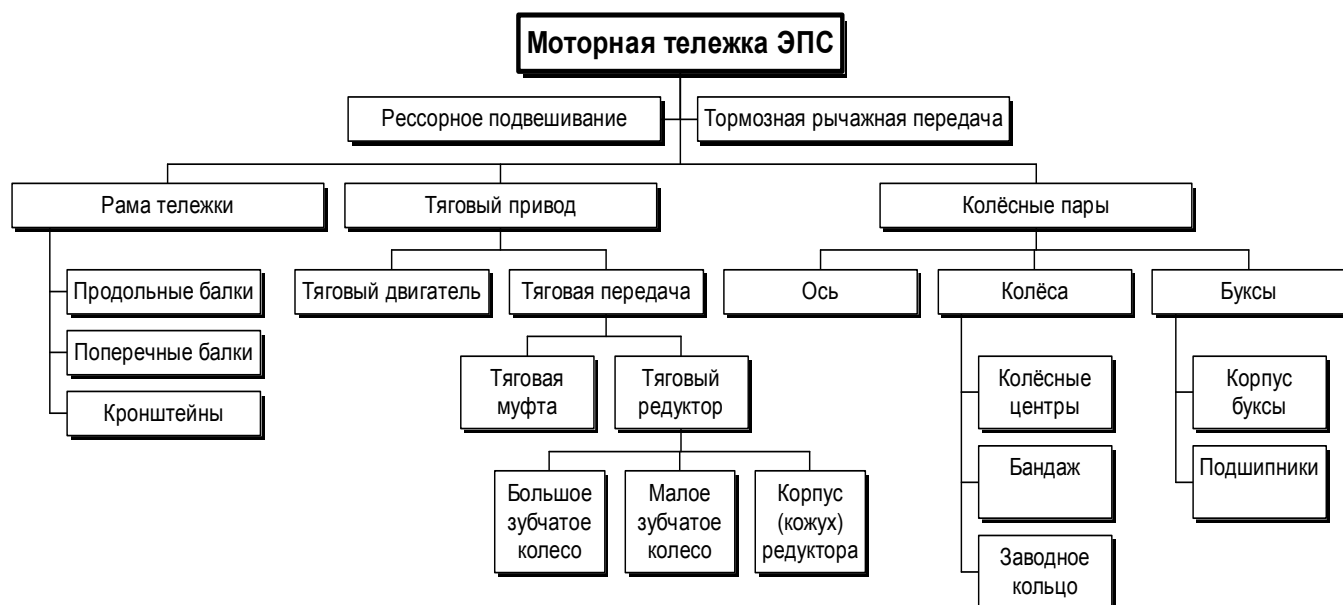 Моторная тележка ЭПС
Рессорное подвешивание
Тормозная рычажная передача
Рама тележки
Тяговый привод
Колёсные пары
Продольные балки
Поперечные балки
Кронштейны
Тяговый двигатель
Тяговая передача
Тяговая
муфта
Тяговый
редуктор
Большое
зубчатое
колесо
Малое
зубчатое
колесо
Корпус
(кожух)
редуктора
Ось
Колёса
Буксы
Колёсные
центры
Бандаж
Заводное
кольцо
Корпус
буксы
Подшипники